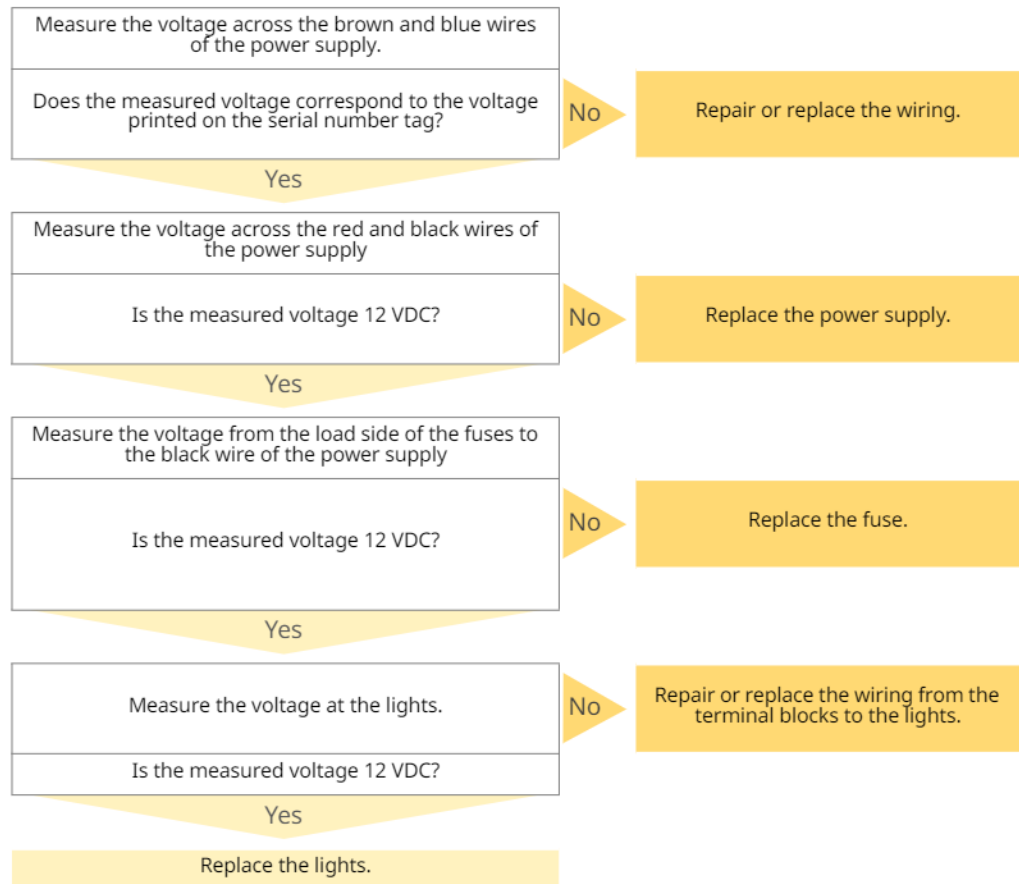 Measure the voltage across the brown and blue wires
of the power supply.
Does the measured voltage correspond to the voltage
printed on the serial number tag?
No
Repair or replace the wiring.
Yes
Measure the voltage across the red and black wires of
the power supply
Is the measured voltage 12 VDC?
No
Replace the power supply.
Yes
Measure the voltage from the load side of the fuses to
the black wire of the power supply
Is the measured voltage 12 VDC?
No
Replace the fuse.
Yes
Measure the voltage at the lights.
No
Repair or replace the wiring from the
terminal blocks to the lights.
Is the measured voltage 12 VDC?
Yes
Replace the lights.